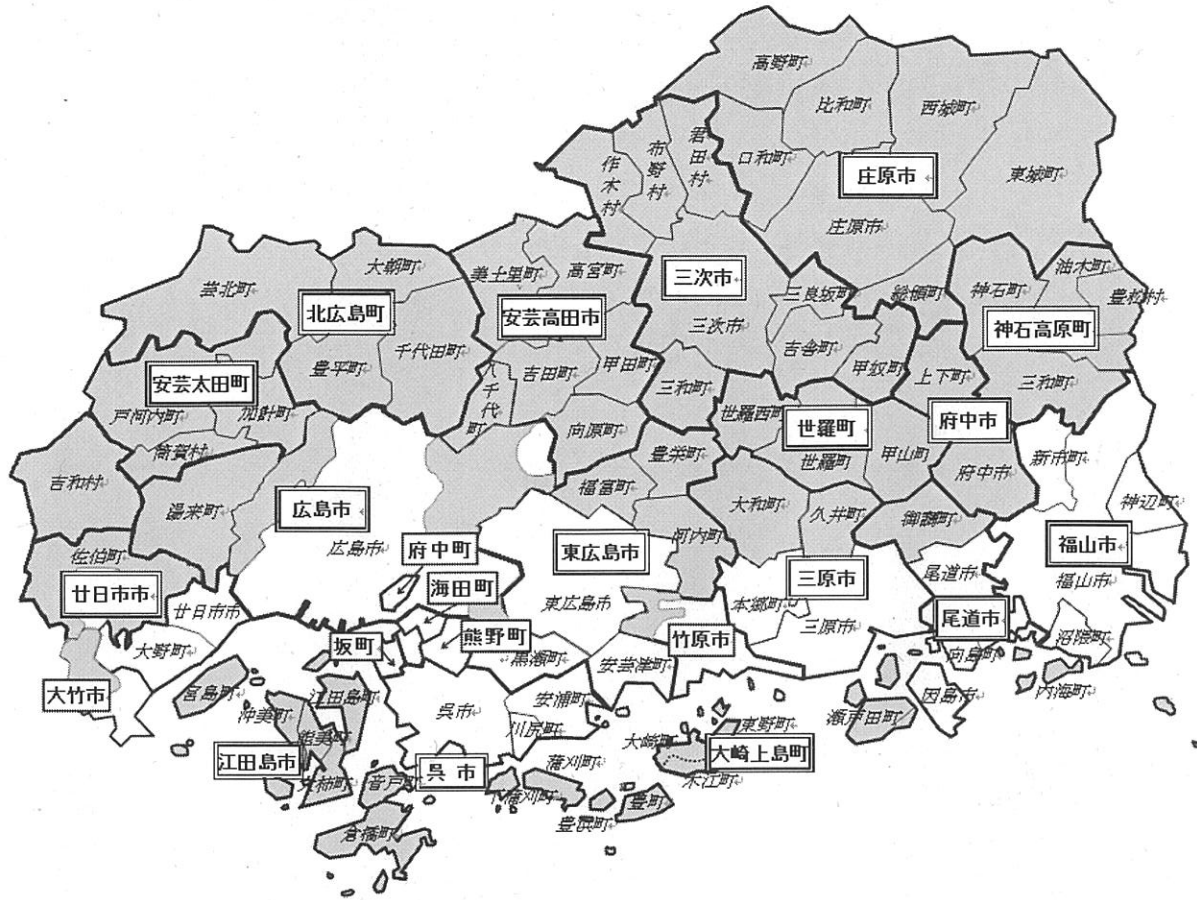 高野町
比和町
西城町
東城町
口和町
君田村
布野村
作木村
庄原市
庄原市
三次市
三次市
三良坂町
総領町
吉舎町
甲奴町
三和町
神石町
油木町
豊松村
神石高原町
三和町
上下町
府中市
府中市
芸北町
大朝町
北広島町
千代田町
豊平町
美土里町
高宮町
安芸高田市
八千代町
吉田町
甲田町
向原町
安芸太田町
戸河内町
加計町
筒賀村
世羅西町
世羅町
世羅町
甲山町
新市町
神辺町
福山市
福山市
沼隈町
内海町
吉和村
湯来町
佐伯町
廿日市市
廿日市市
大野町
宮島町
大竹市
広島市
広島市
府中町
海田町
熊野町
坂町
豊栄町
福富町
河内町
東広島市
東広島市
黒瀬町
安芸津町
竹原市
大和町
久井町
御調町
三原市
本郷町
三原市
尾道市
尾道市
向島町
因島市
瀬戸田町
江田島町
沖美町
能美町
大柿町
江田島市
音戸町
倉橋町
呉市
呉市
安浦町
川尻町
下蒲刈町
蒲刈町
豊浜町
豊町
大崎町
東野町
木江町
大崎上島町